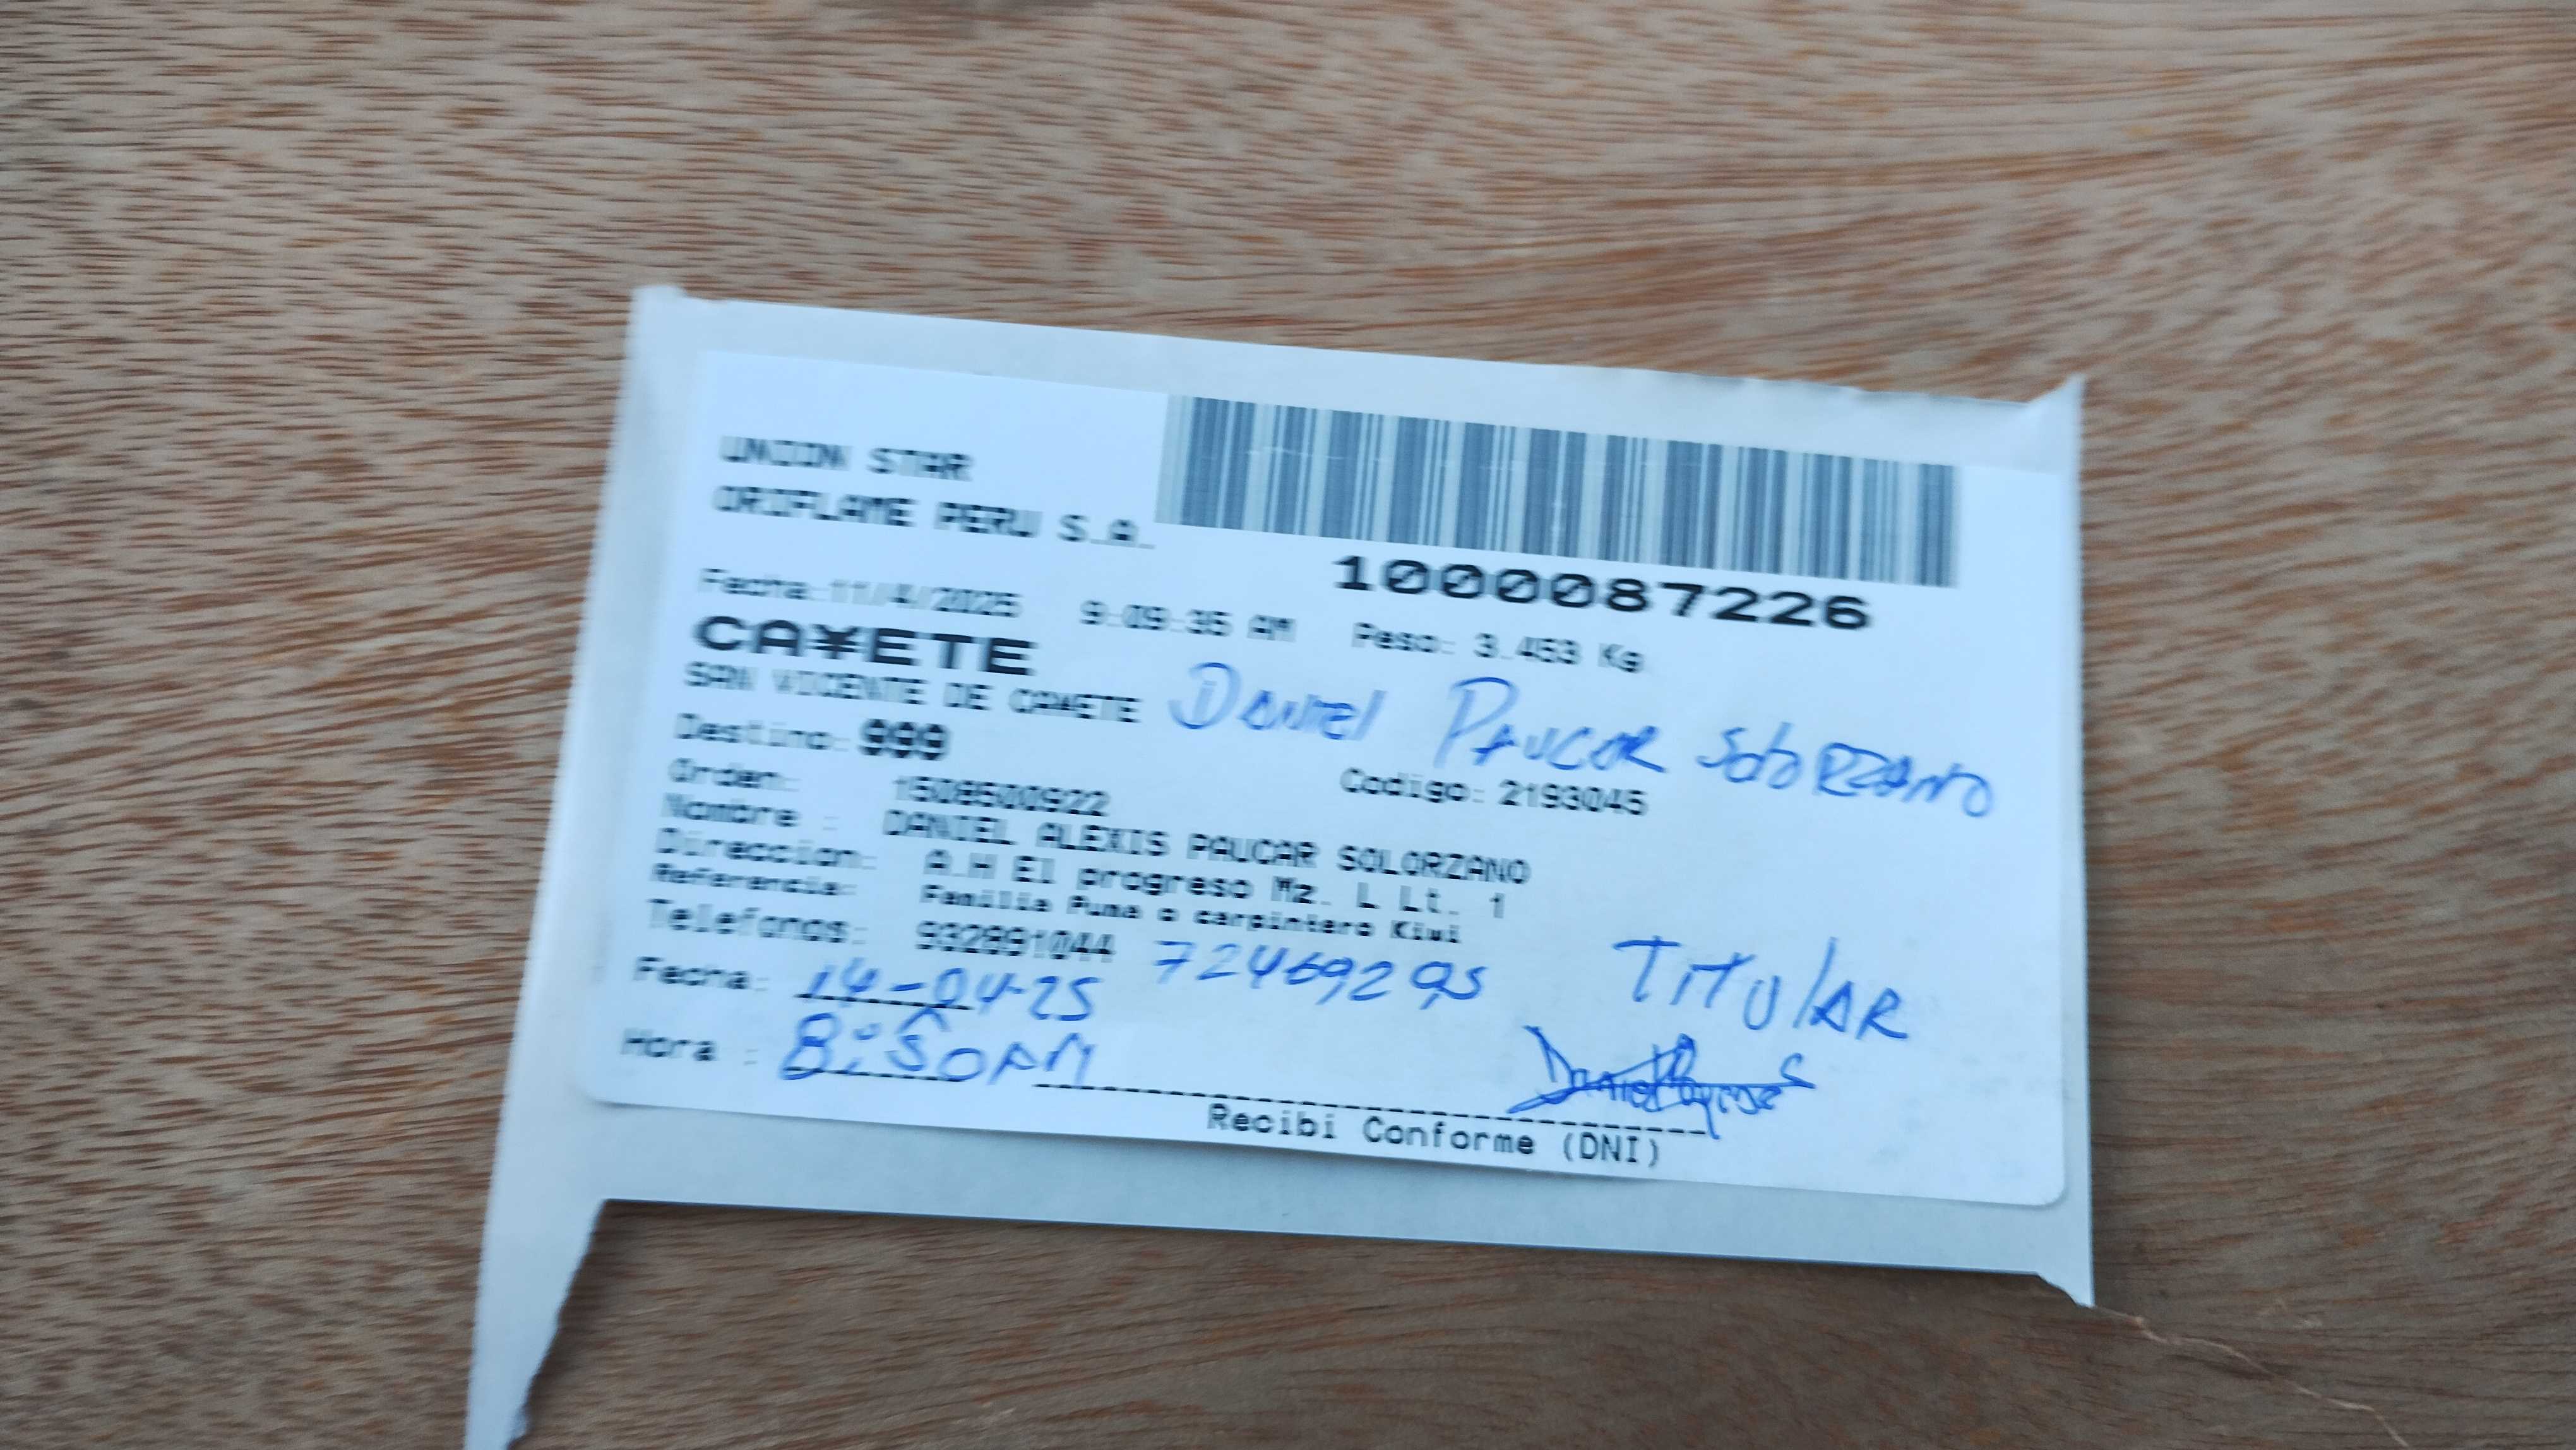 UNION STAR
ORIFLAME PERU S.A.
1000087226
Fecha:11/4/2025 9:09:35 AM Peso: 3.453 Kg
CA¥ETE
SAN VICENTE DE CA¥ETE Daniel Paucar Solorzano
Destino: 999
Orden: 1508500922 Codigo: 2193045
Nombre : DANIEL ALEXIS PAUCAR SOLORZANO
Direccion: A.H El progreso Mz. L Lt. 1
Referencia: Familia Puma o carpintero Kiwi
Telefonos: 932891044 72469295 TITULAR
Fecha: 14-04-25
Hora : 8:50AM
Recibi Conforme (DNI)